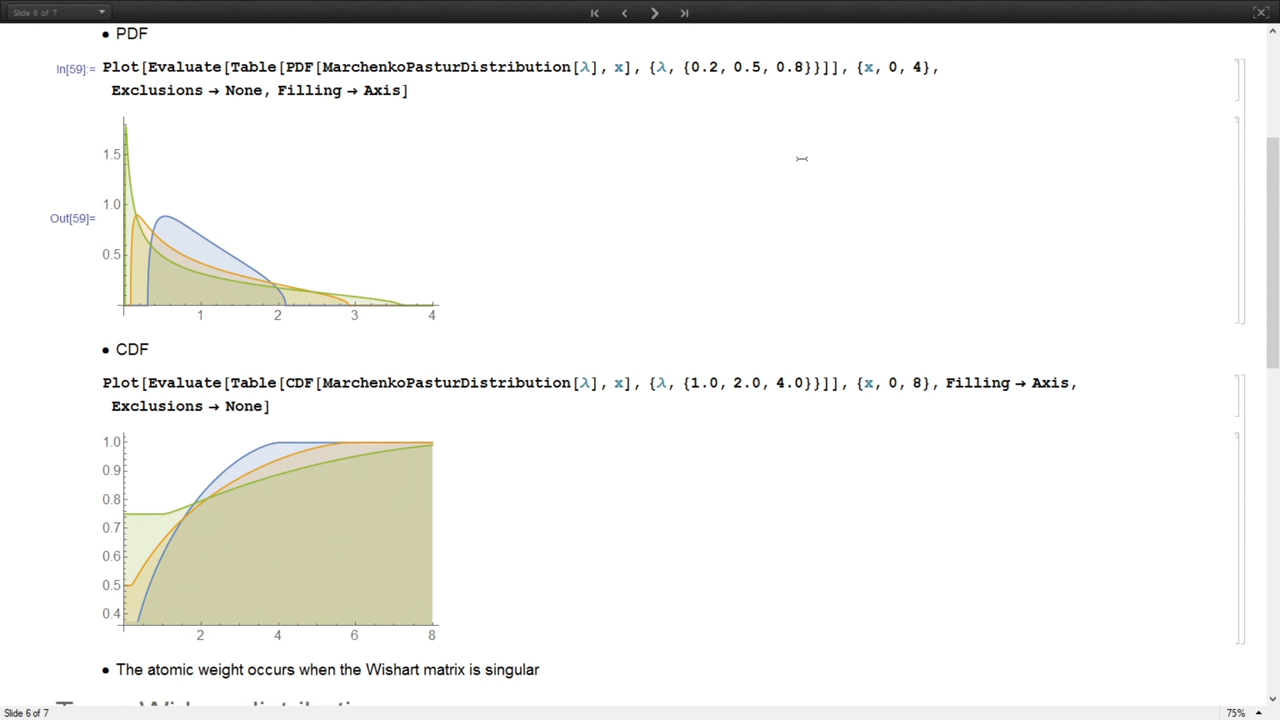 Slide 6 of 7
• PDF
In[59]:= Plot[Evaluate[Table[PDF[MarchenkoPasturDistribution[λ], x], {λ, {0.2, 0.5, 0.8}}]], {x, 0, 4},
Exclusions → None, Filling → Axis]
1.5
1.0
Out[59]=
0.5
1 2 3 4
• CDF
Plot[Evaluate[Table[CDF[MarchenkoPasturDistribution[λ], x], {λ, {1.0, 2.0, 4.0}}]], {x, 0, 8}, Filling → Axis,
Exclusions → None]
1.0
0.9
0.8
0.7
0.6
0.5
0.4
2 4 6 8
• The atomic weight occurs when the Wishart matrix is singular
Slide 6 of 7 75%